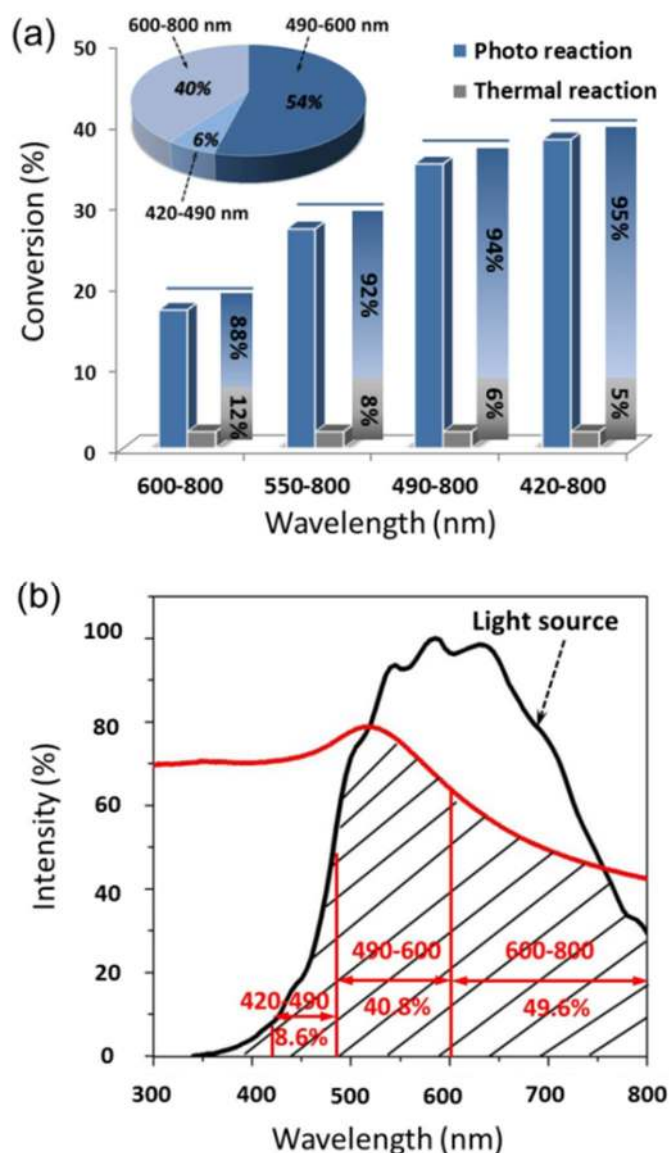 (a)
600-800 nm
490-600 nm
40%
54%
6%
420-490 nm
Photo reaction
Thermal reaction
Conversion (%)
50
40
30
20
10
0
88%
12%
92%
8%
94%
6%
95%
5%
600-800 550-800 490-800 420-800
Wavelength (nm)
(b)
Light source
Intensity (%)
100
80
60
40
20
0
420-490
8.6%
490-600
40.8%
600-800
49.6%
300 400 500 600 700 800
Wavelength (nm)